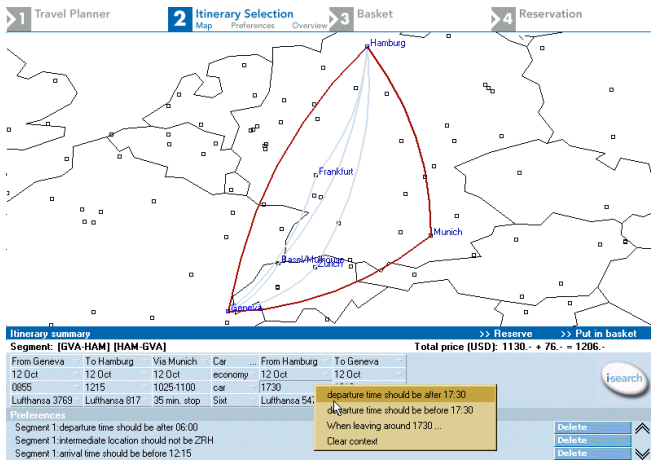 1 Travel Planner
2 Itinerary Selection
Map Preferences Overview
3 Basket
4 Reservation
Hamburg
Frankfurt
Munich
Basel/Mulhouse
Zurich
Geneva
Itinerary summary >> Reserve >> Put in basket
Segment: [GVA-HAM] [HAM-GVA] Total price (USD): 1130.- + 76.- = 1206.-
From Geneva To Hamburg Via Munich Car ... From Hamburg To Geneva
12 Oct 12 Oct 12 Oct economy 12 Oct 12 Oct
0855 1215 1025-1100 car 1730
Lufthansa 3769 Lufthansa 817 35 min. stop Sixt Lufthansa 547
isearch
departure time should be after 17:30
departure time should be before 17:30
When leaving around 1730 ...
Clear context
Preferences
Segment 1:departure time should be after 06:00 Delete
Segment 1:intermediate location should not be ZRH Delete
Segment 1:arrival time should be before 12:15 Delete